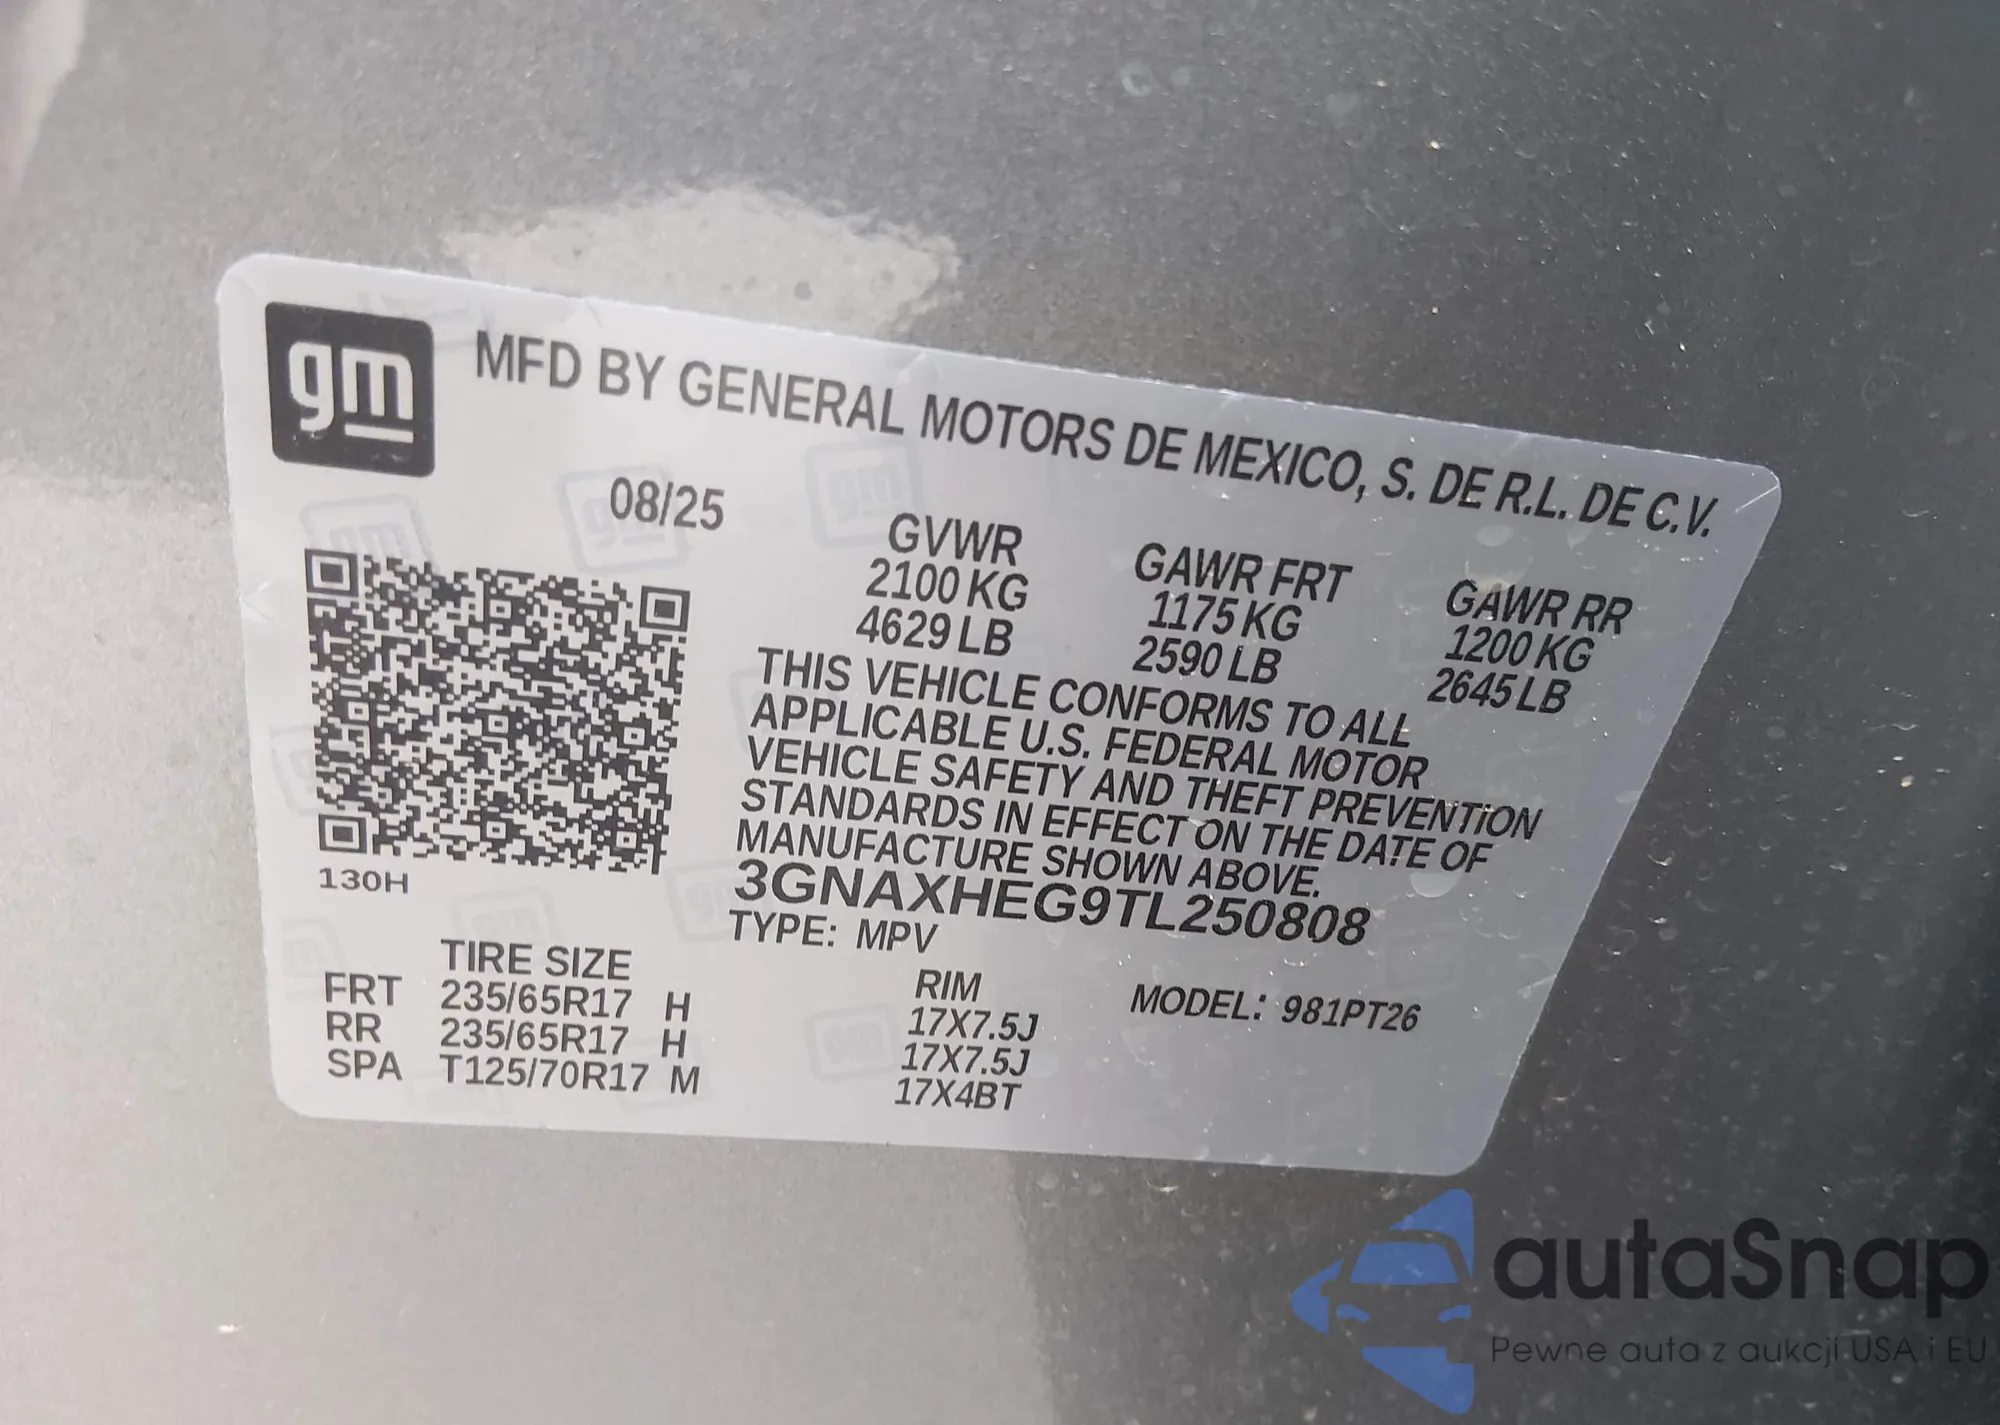 gm
MFD BY GENERAL MOTORS DE MEXICO, S. DE R.L. DE C.V.
08/25
GVWR GAWR FRT GAWR RR
2100 KG 1175 KG 1200 KG
4629 LB 2590 LB 2645 LB
THIS VEHICLE CONFORMS TO ALL
APPLICABLE U.S. FEDERAL MOTOR
VEHICLE SAFETY AND THEFT PREVENTION
STANDARDS IN EFFECT ON THE DATE OF
MANUFACTURE SHOWN ABOVE.
3GNAXHEG9TL250808
130H
TYPE: MPV
TIRE SIZE RIM MODEL: 981PT26
FRT 235/65R17 H 17X7.5J
RR 235/65R17 H 17X7.5J
SPA T125/70R17 M 17X4BT
autaSnap
Pewne auta z aukcji USA i EU